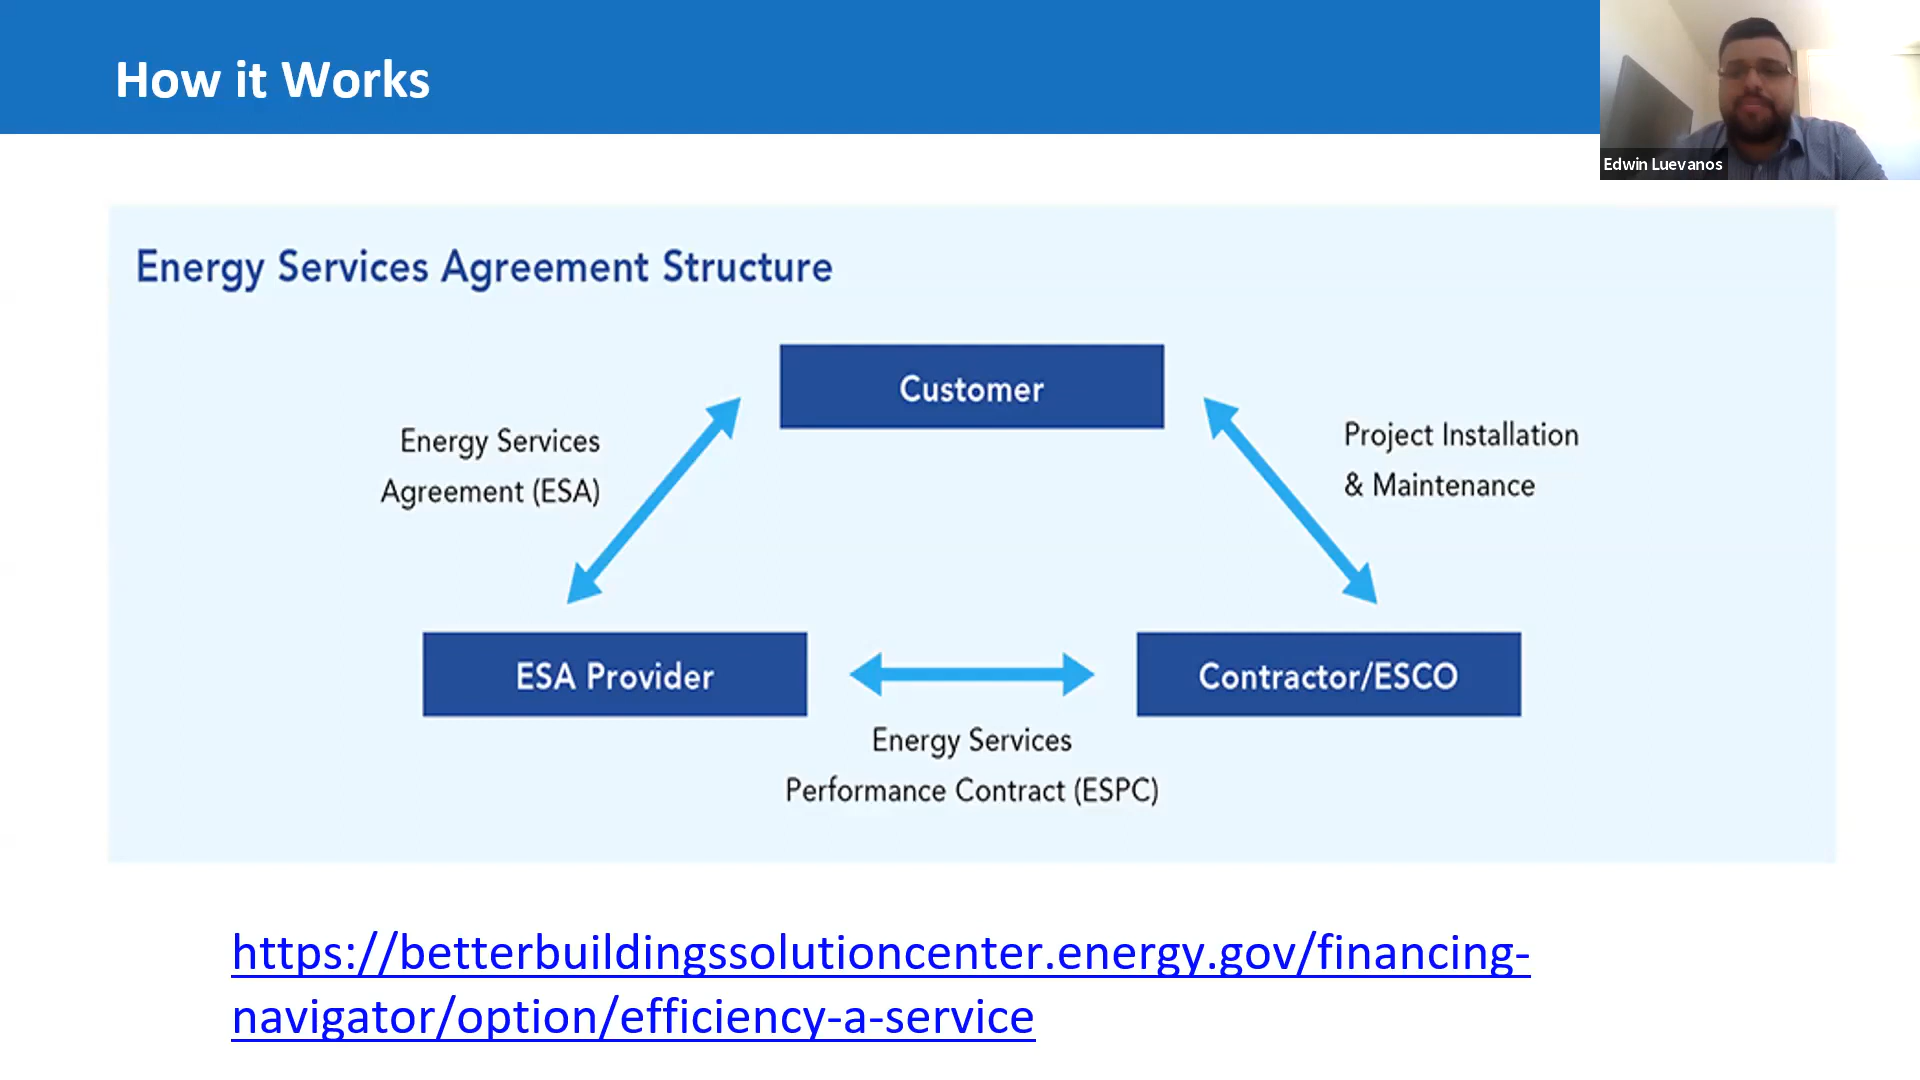 How it Works
Edwin Luevanos
Energy Services Agreement Structure
Customer
Energy Services
Agreement (ESA)
Project Installation
& Maintenance
ESA Provider
Contractor/ESCO
Energy Services
Performance Contract (ESPC)
https://betterbuildingssolutioncenter.energy.gov/financing-
navigator/option/efficiency-a-service